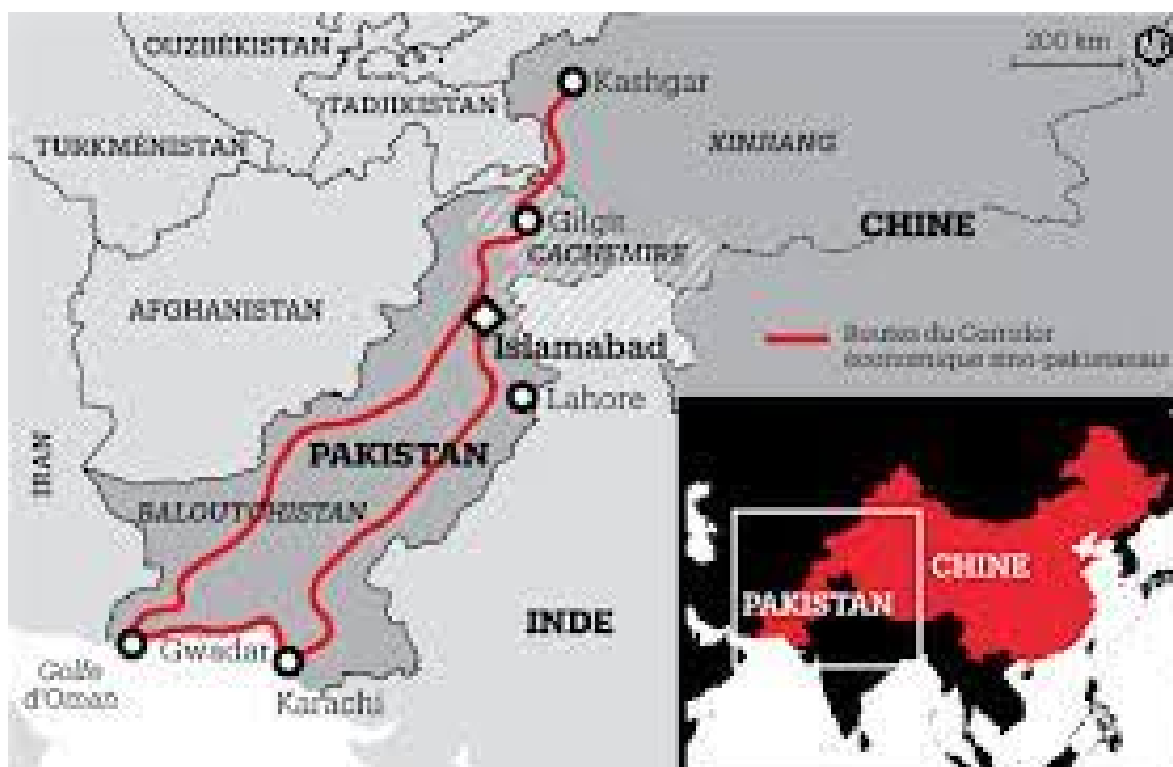 OUZBÉKISTAN
200 km
Kashgar
TADJIKISTAN
TURKMÉNISTAN
XINJIANG
Gilgit
CHINE
CACHEMIRE
AFGHANISTAN
Islamabad
Routes du Corridor
économique sino-pakistanais
Lahore
IRAN
PAKISTAN
BALOUTCHISTAN
CHINE
PAKISTAN
INDE
Gwadar
Golfe
d'Oman
Karachi